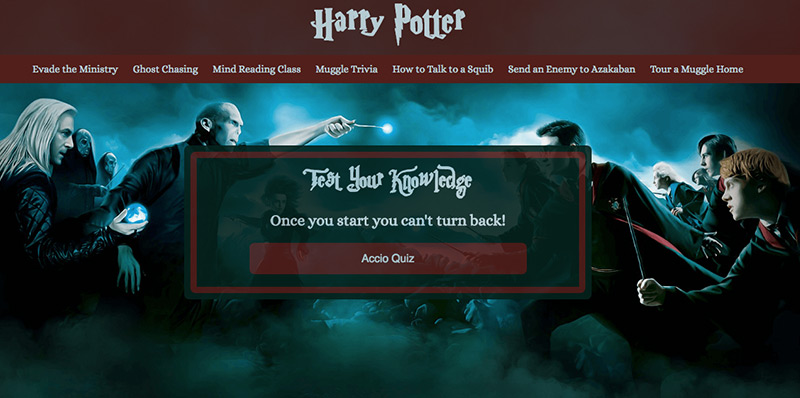 Harry Potter
Evade the Ministry Ghost Chasing Mind Reading Class Muggle Trivia How to Talk to a Squib Send an Enemy to Azakaban Tour a Muggle Home
Test Your Knowledge
Once you start you can't turn back!
Accio Quiz